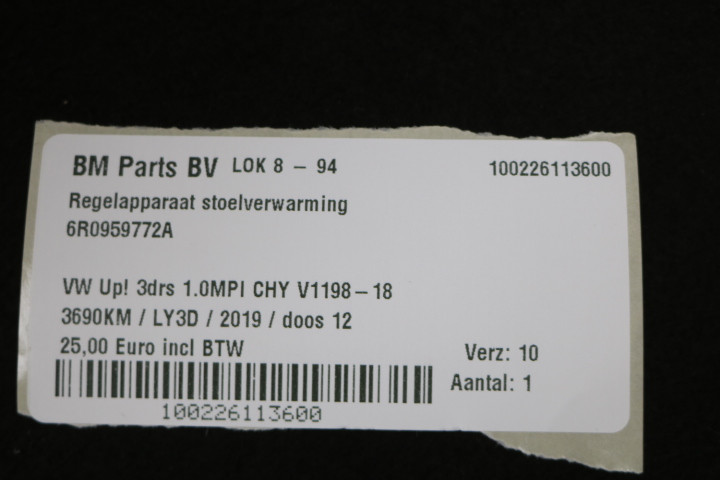 BM Parts BV LOK 8 - 94 100226113600
Regelapparaat stoelverwarming
6R0959772A
VW Up! 3drs 1.0MPI CHY V1198-18
3690KM / LY3D / 2019 / doos 12
25,00 Euro incl BTW Verz: 10
Aantal: 1
100226113600